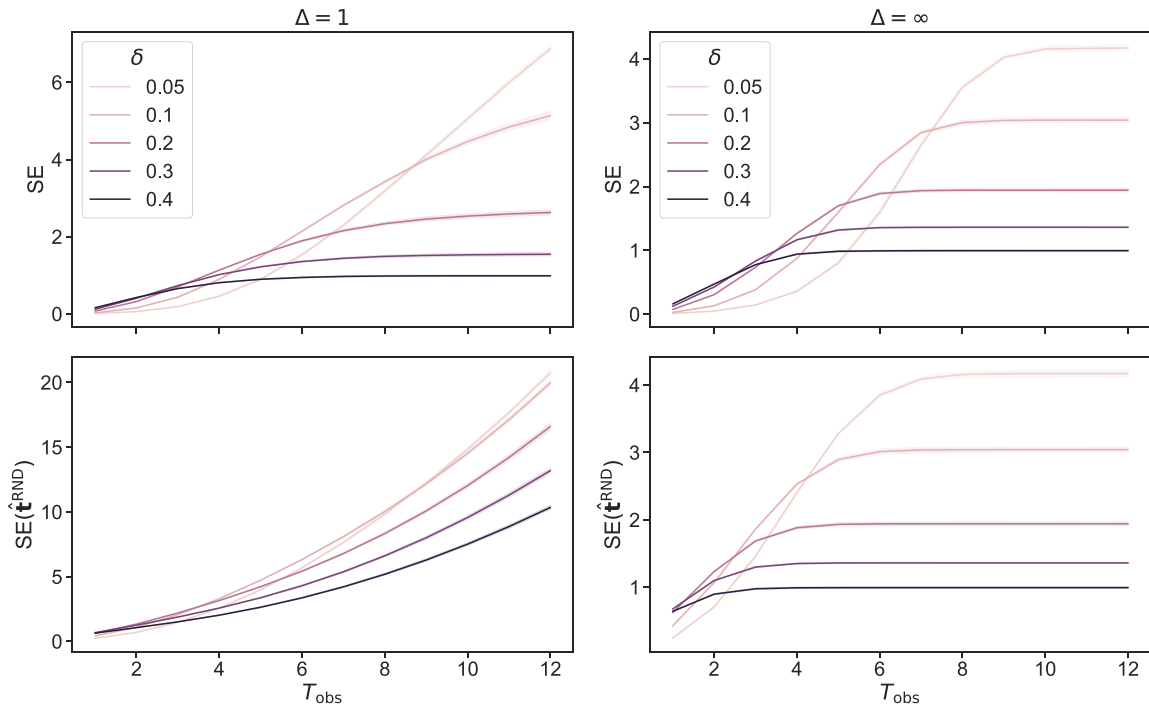 Δ = 1
Δ = ∞
SE
6
4
2
0
δ
0.05
0.1
0.2
0.3
0.4
SE
4
3
2
1
0
δ
0.05
0.1
0.2
0.3
0.4
SE(t̂^RND)
20
15
10
5
0
2 4 6 8 10 12
T_obs
SE(t̂^RND)
4
3
2
1
2 4 6 8 10 12
T_obs